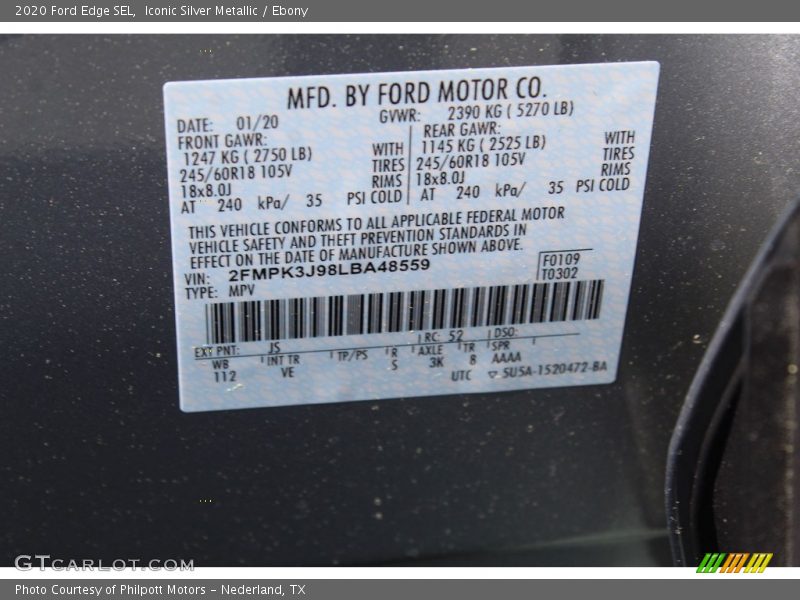 2020 Ford Edge SEL, Iconic Silver Metallic / Ebony
MFD. BY FORD MOTOR CO.
DATE: 01/20 GVWR: 2390 KG ( 5270 LB)
FRONT GAWR: REAR GAWR:
1247 KG ( 2750 LB) WITH 1145 KG ( 2525 LB) WITH
245/60R18 105V TIRES 245/60R18 105V TIRES
18x8.0J RIMS 18x8.0J RIMS
AT 240 kPa/ 35 PSI COLD AT 240 kPa/ 35 PSI COLD
THIS VEHICLE CONFORMS TO ALL APPLICABLE FEDERAL MOTOR
VEHICLE SAFETY AND THEFT PREVENTION STANDARDS IN
EFFECT ON THE DATE OF MANUFACTURE SHOWN ABOVE.
VIN: 2FMPK3J98LBA48559 F0109
TYPE: MPV T0302
EXT PNT: JS RC: 52 DSO:
WB INT TR TP/PS R AXLE TR SPR
112 VE S 3K 8 AAAA
UTC ▽ 5U5A-1520472-BA
GTCARLOT.COM
Photo Courtesy of Philpott Motors - Nederland, TX